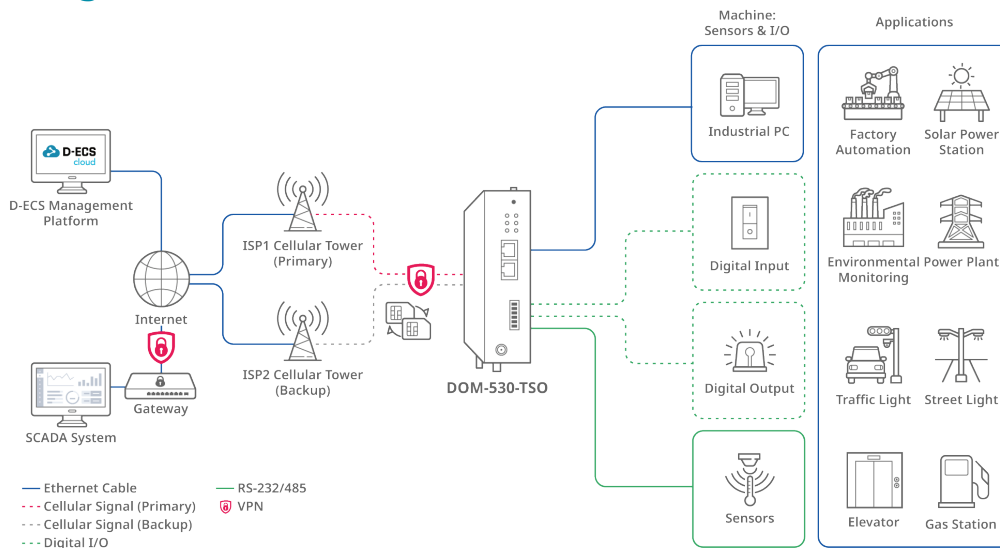 Machine:
Sensors & I/O
Applications
D-ECS
cloud
D-ECS Management
Platform
Internet
Gateway
SCADA System
ISP1 Cellular Tower
(Primary)
ISP2 Cellular Tower
(Backup)
DOM-530-TSO
Industrial PC
Digital Input
Digital Output
Sensors
Factory
Automation
Solar Power
Station
Environmental
Monitoring
Power Plant
Traffic Light
Street Light
Elevator
Gas Station
Ethernet Cable
Cellular Signal (Primary)
Cellular Signal (Backup)
Digital I/O
RS-232/485
VPN